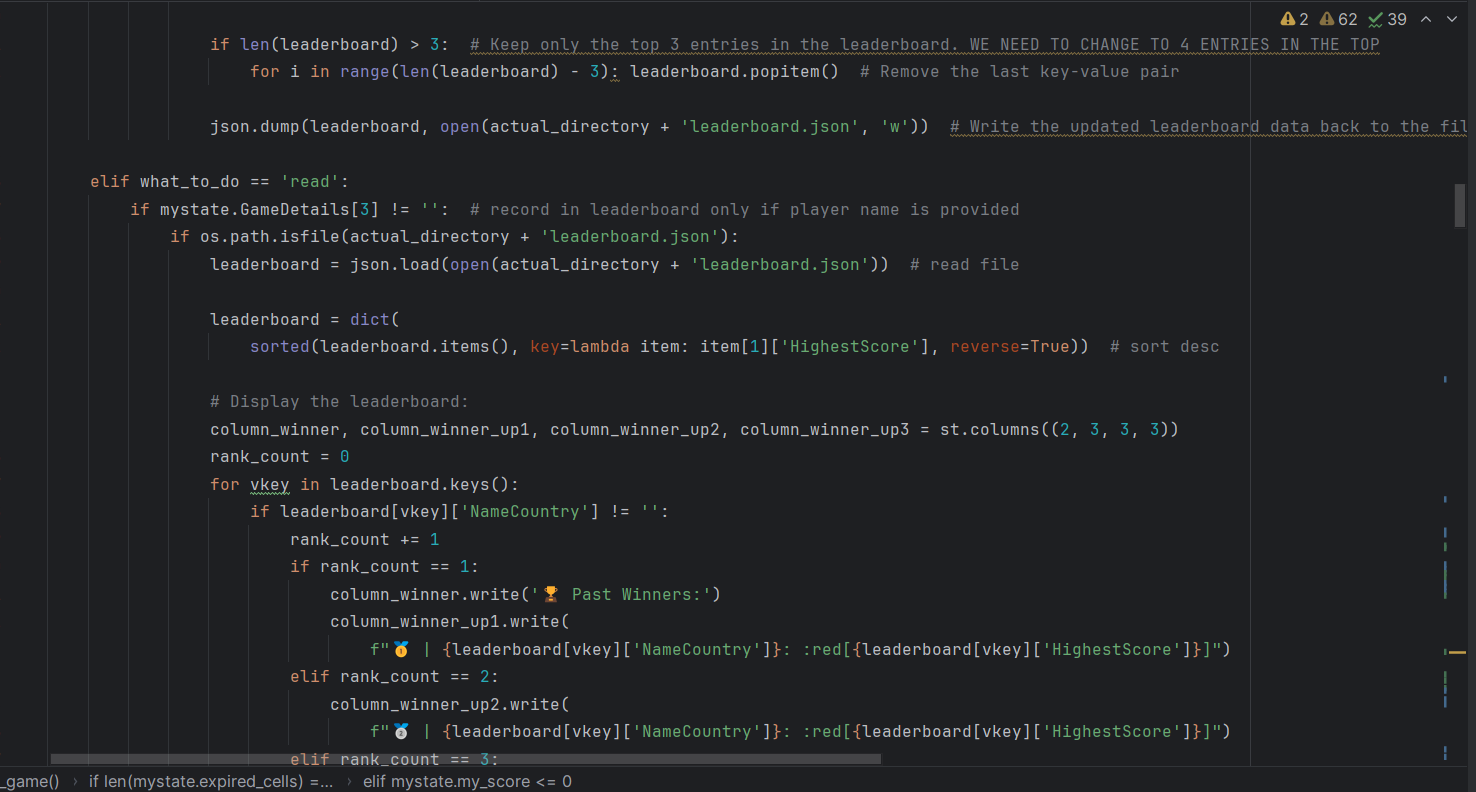 2 62 39
if len(leaderboard) > 3:  # Keep only the top 3 entries in the leaderboard. WE NEED TO CHANGE TO 4 ENTRIES IN THE TOP
for i in range(len(leaderboard) - 3): leaderboard.popitem()  # Remove the last key-value pair
json.dump(leaderboard, open(actual_directory + 'leaderboard.json', 'w'))  # Write the updated leaderboard data back to the fil
elif what_to_do == 'read':
if mystate.GameDetails[3] != '':  # record in leaderboard only if player name is provided
if os.path.isfile(actual_directory + 'leaderboard.json'):
leaderboard = json.load(open(actual_directory + 'leaderboard.json'))  # read file
leaderboard = dict(
sorted(leaderboard.items(), key=lambda item: item[1]['HighestScore'], reverse=True))  # sort desc
# Display the leaderboard:
column_winner, column_winner_up1, column_winner_up2, column_winner_up3 = st.columns((2, 3, 3, 3))
rank_count = 0
for vkey in leaderboard.keys():
if leaderboard[vkey]['NameCountry'] != '':
rank_count += 1
if rank_count == 1:
column_winner.write('🏆 Past Winners:')
column_winner_up1.write(
f"🥇 | {leaderboard[vkey]['NameCountry']}: :red[{leaderboard[vkey]['HighestScore']}]")
elif rank_count == 2:
column_winner_up2.write(
f"🥈 | {leaderboard[vkey]['NameCountry']}: :red[{leaderboard[vkey]['HighestScore']}]")
elif rank_count == 3:
_game() › if len(mystate.expired_cells) =... › elif mystate.my_score <= 0